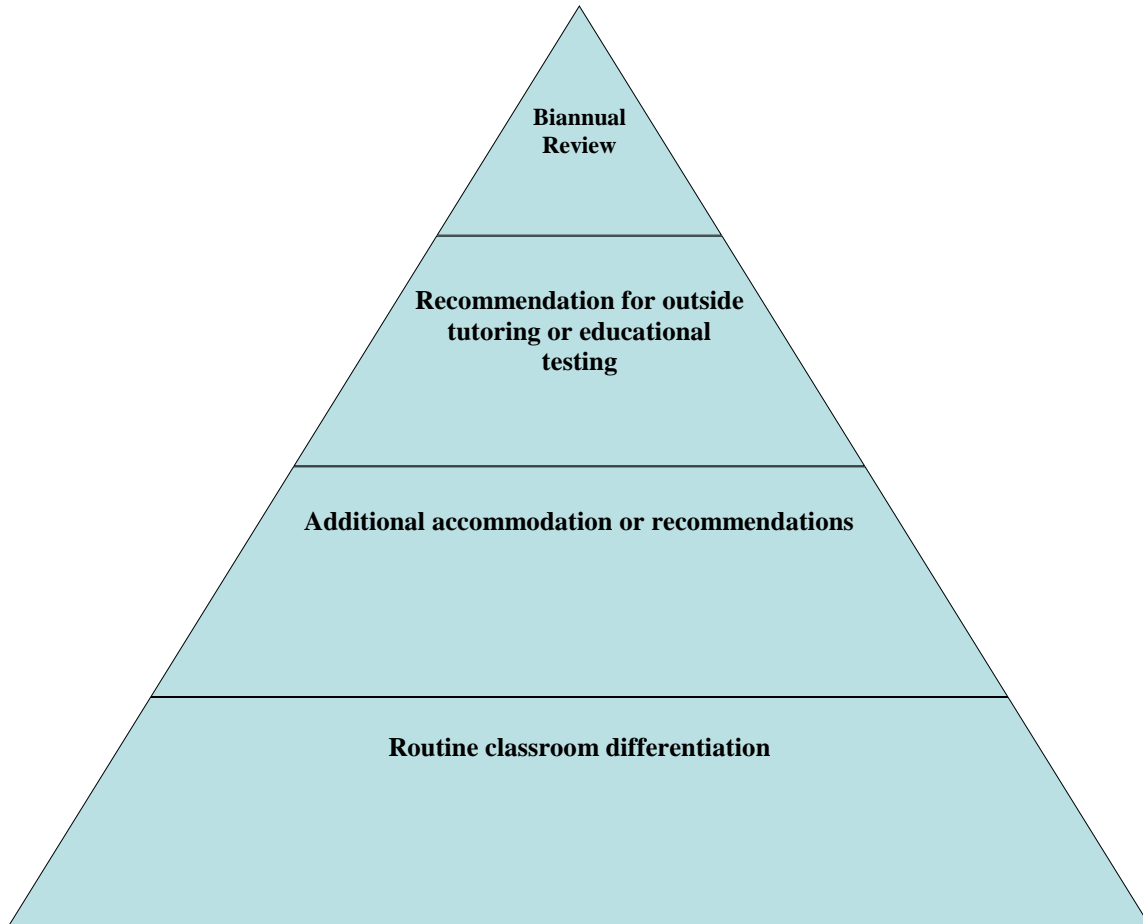 Biannual
Review
Recommendation for outside
tutoring or educational
testing
Additional accommodation or recommendations
Routine classroom differentiation